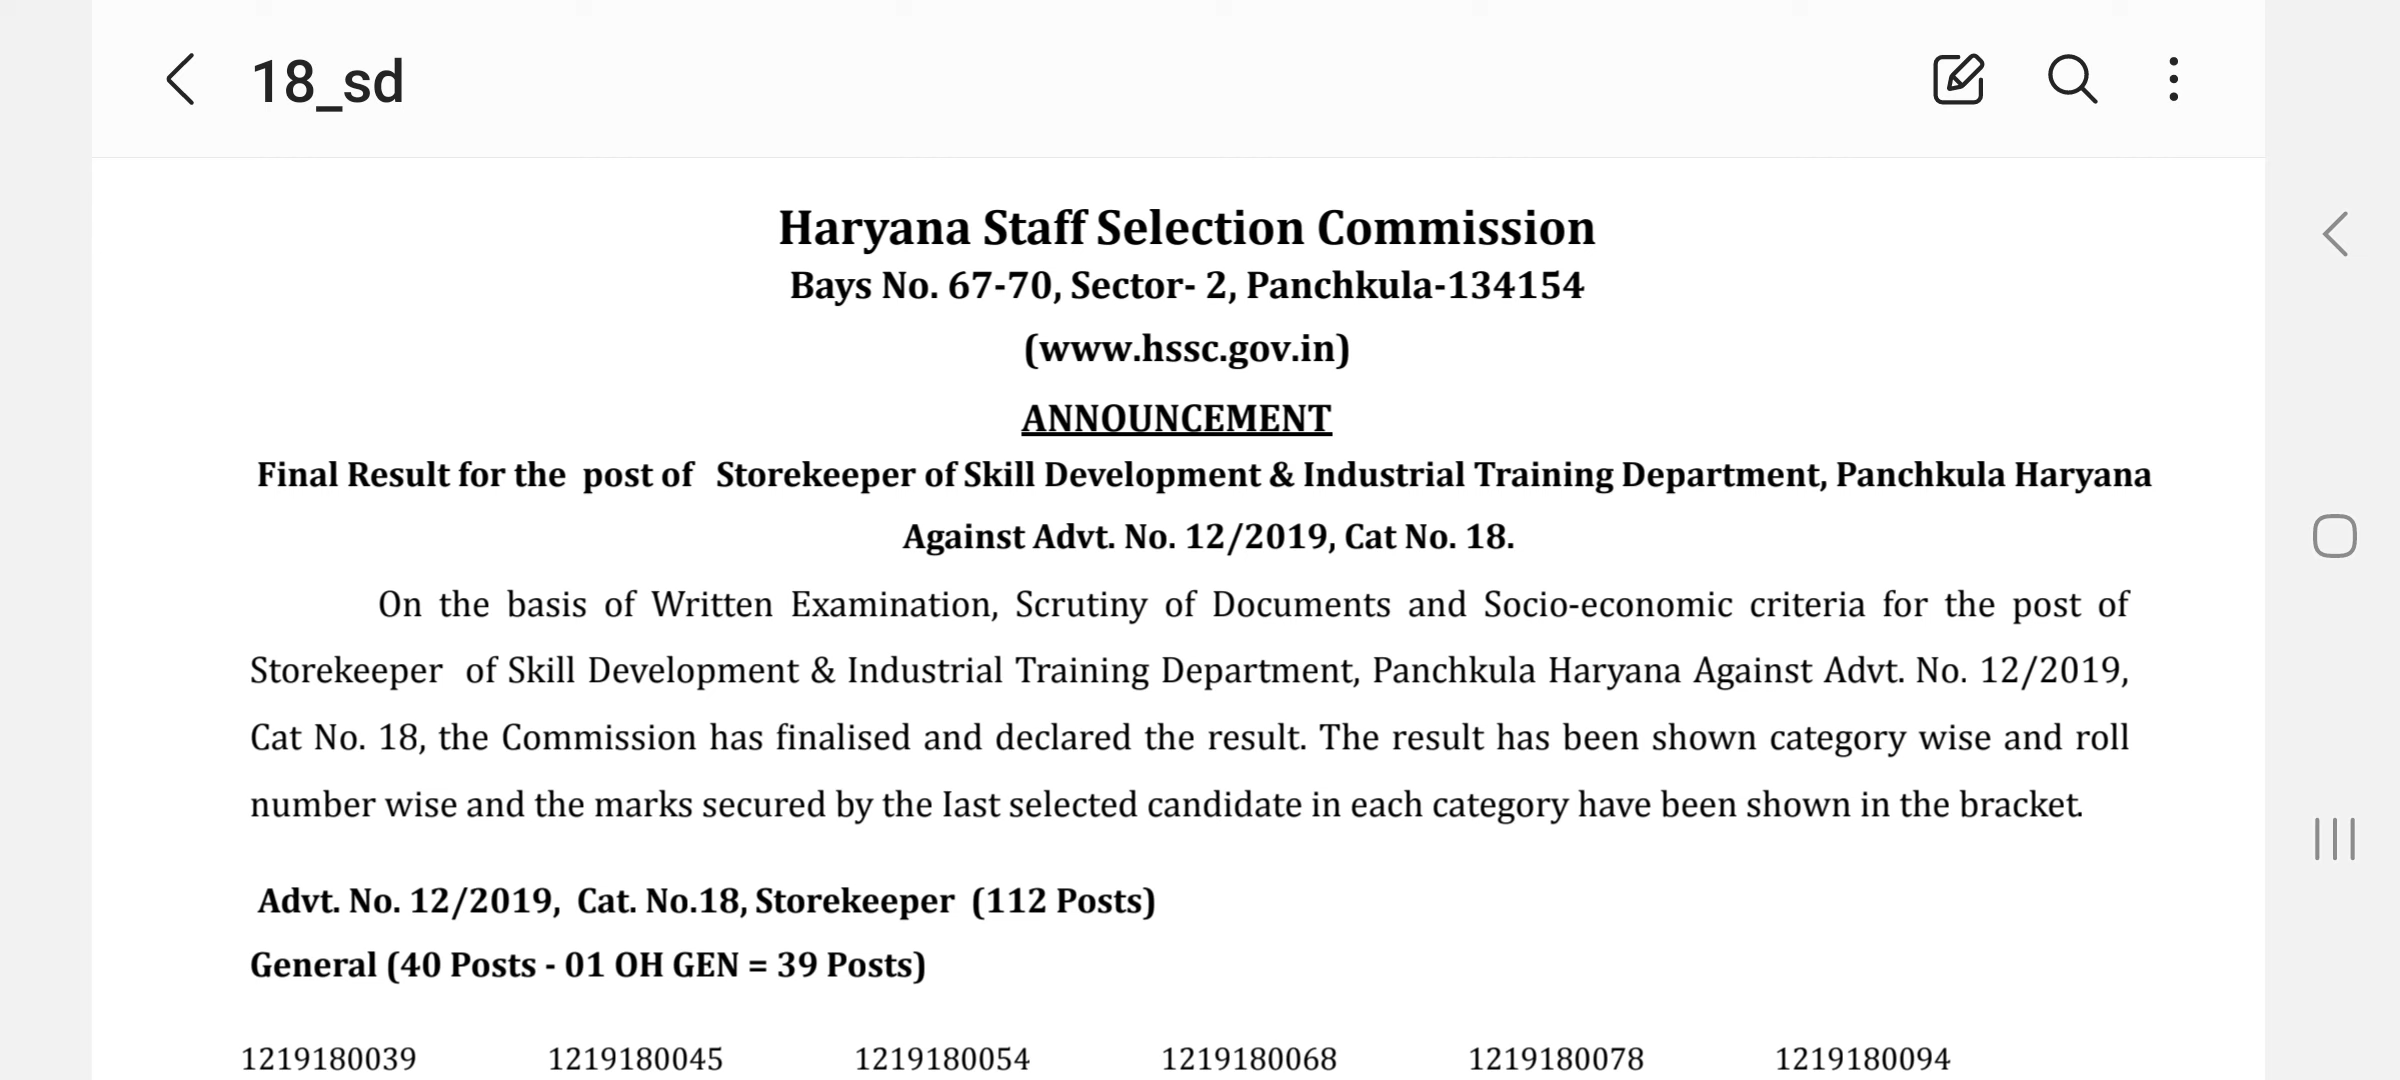 18_sd
Haryana Staff Selection Commission
Bays No. 67-70, Sector- 2, Panchkula-134154
(www.hssc.gov.in)
ANNOUNCEMENT
Final Result for the post of Storekeeper of Skill Development & Industrial Training Department, Panchkula Haryana
Against Advt. No. 12/2019, Cat No. 18.
On the basis of Written Examination, Scrutiny of Documents and Socio-economic criteria for the post of
Storekeeper of Skill Development & Industrial Training Department, Panchkula Haryana Against Advt. No. 12/2019,
Cat No. 18, the Commission has finalised and declared the result. The result has been shown category wise and roll
number wise and the marks secured by the Iast selected candidate in each category have been shown in the bracket.
Advt. No. 12/2019, Cat. No.18, Storekeeper (112 Posts)
General (40 Posts - 01 OH GEN = 39 Posts)
1219180039 1219180045 1219180054 1219180068 1219180078 1219180094